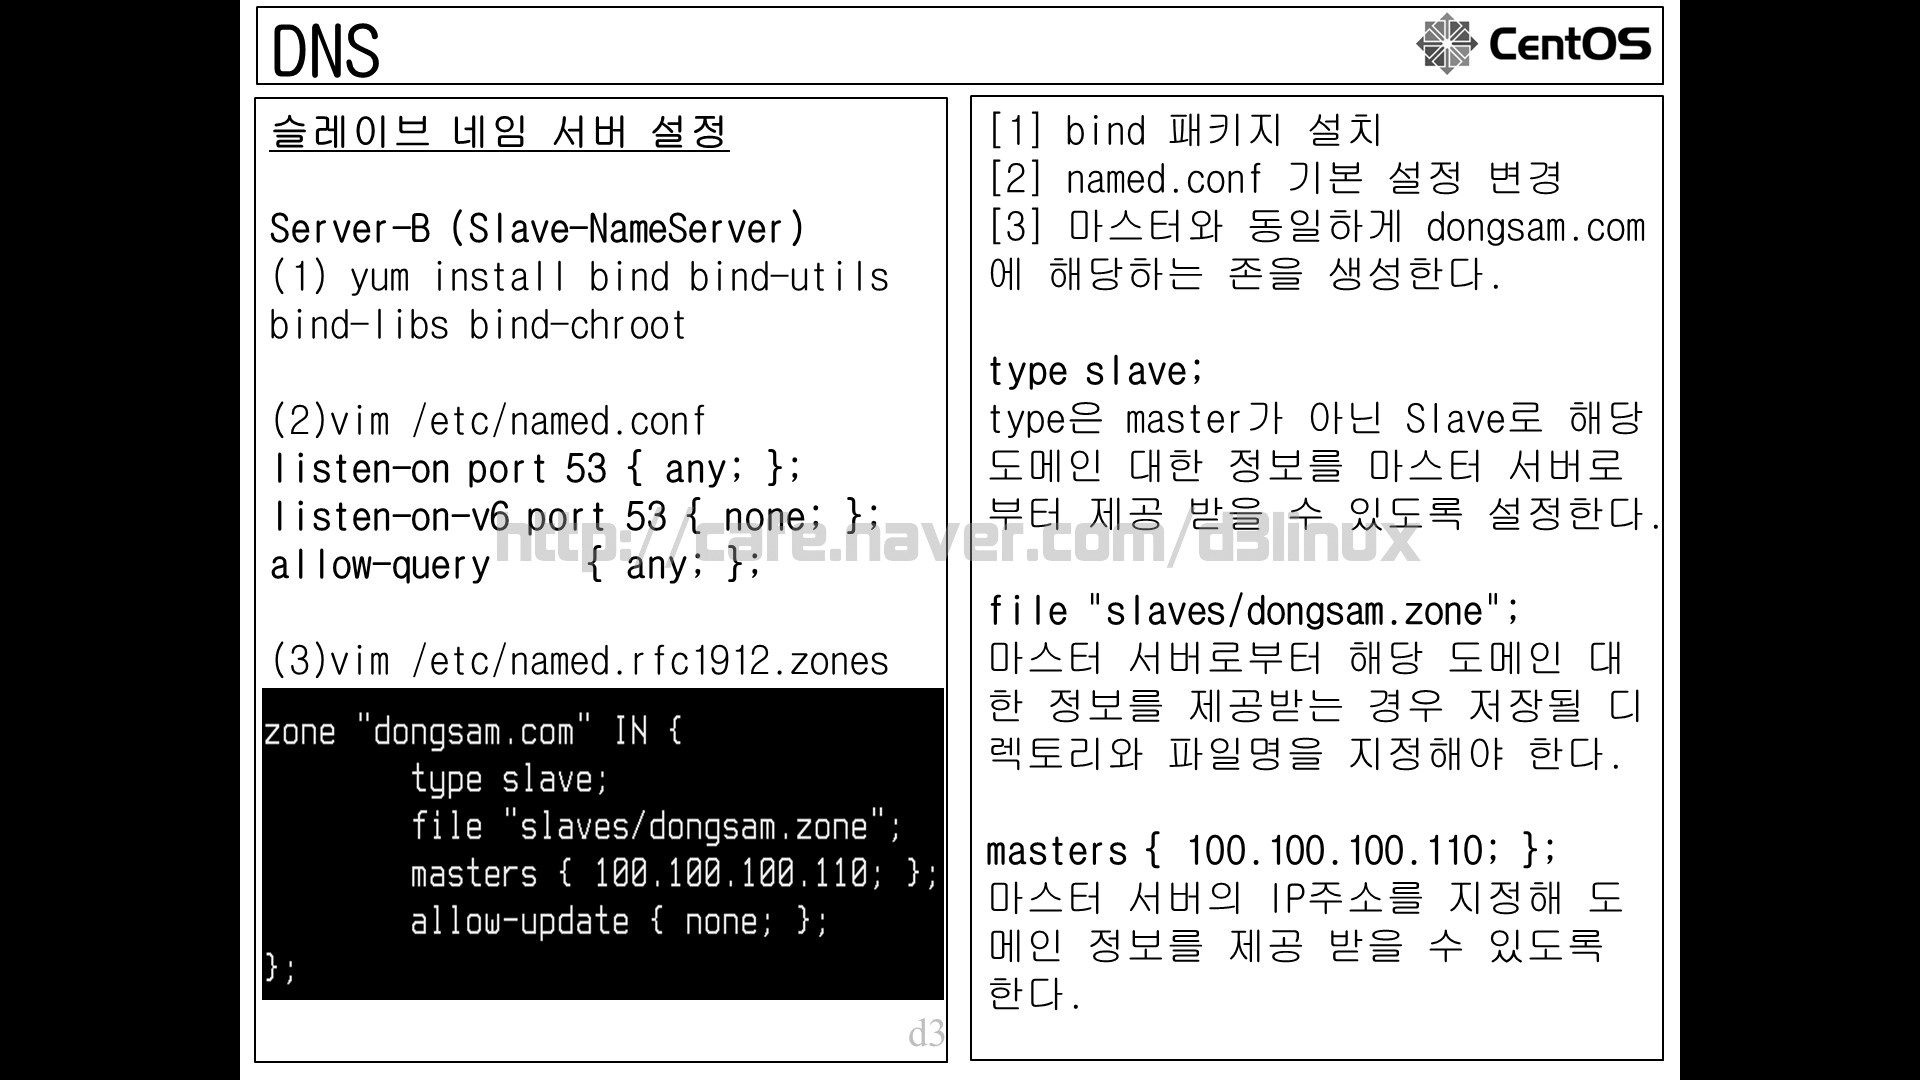 DNS
CentOS
슬레이브 네임 서버 설정
Server-B (Slave-NameServer)
(1) yum install bind bind-utils
bind-libs bind-chroot
(2)vim /etc/named.conf
listen-on port 53 { any; };
listen-on-v6 port 53 { none; };
allow-query { any; };
(3)vim /etc/named.rfc1912.zones
zone "dongsam.com" IN {
type slave;
file "slaves/dongsam.zone";
masters { 100.100.100.110; };
allow-update { none; };
};
d3
[1] bind 패키지 설치
[2] named.conf 기본 설정 변경
[3] 마스터와 동일하게 dongsam.com
에 해당하는 존을 생성한다.
type slave;
type은 master가 아닌 Slave로 해당
도메인 대한 정보를 마스터 서버로
부터 제공 받을 수 있도록 설정한다.
file "slaves/dongsam.zone";
마스터 서버로부터 해당 도메인 대
한 정보를 제공받는 경우 저장될 디
렉토리와 파일명을 지정해야 한다.
masters { 100.100.100.110; };
마스터 서버의 IP주소를 지정해 도
메인 정보를 제공 받을 수 있도록
한다.
http://cafe.naver.com/d3linux